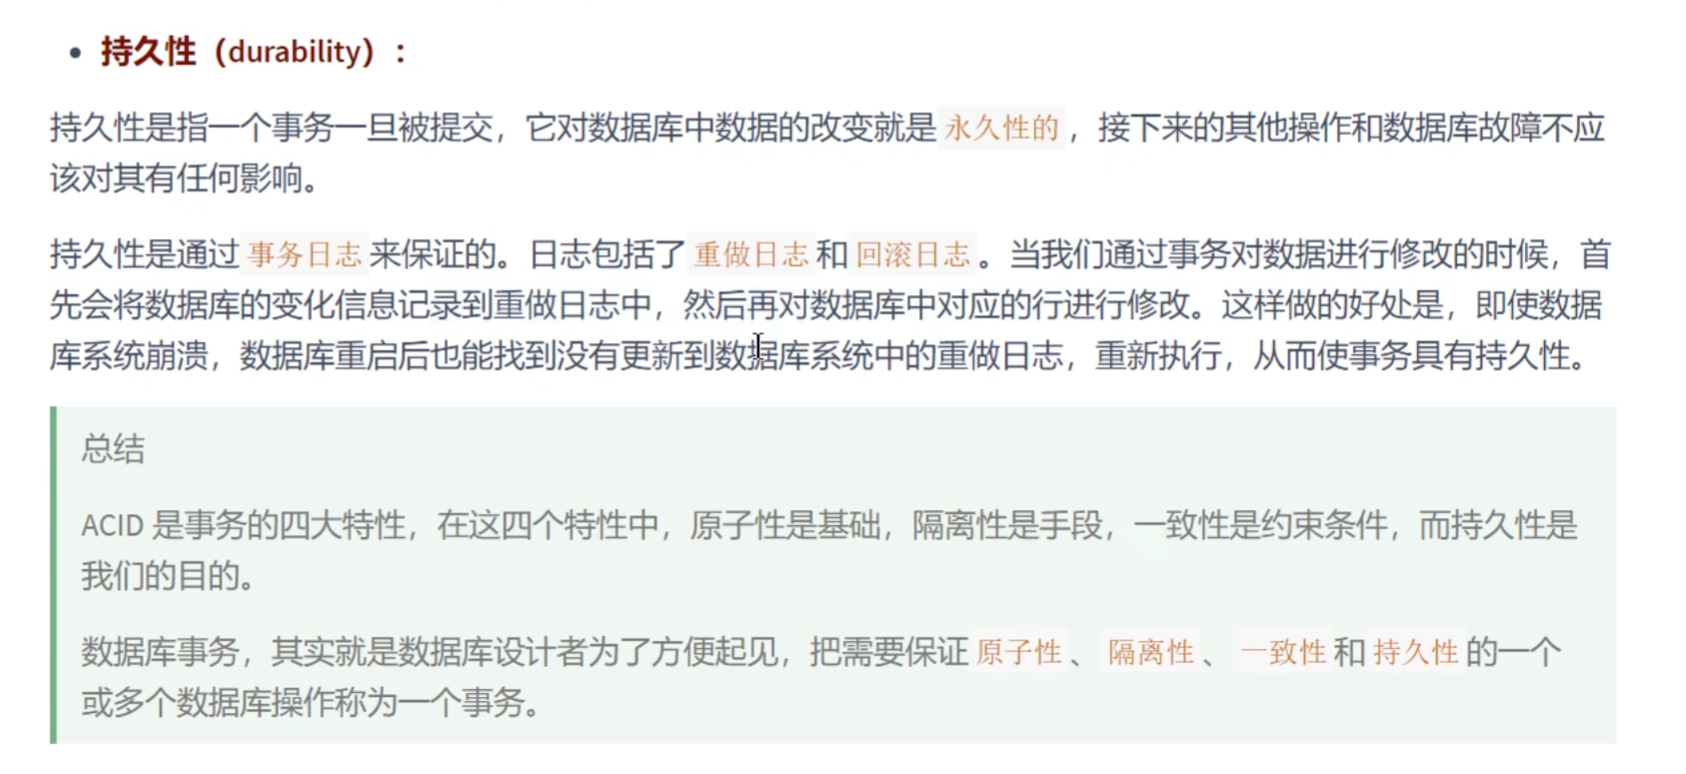 • 持久性（durability）：
持久性是指一个事务一旦被提交，它对数据库中数据的改变就是 永久性的 ，接下来的其他操作和数据库故障不应
该对其有任何影响。
持久性是通过 事务日志 来保证的。日志包括了 重做日志 和 回滚日志 。当我们通过事务对数据进行修改的时候，首
先会将数据库的变化信息记录到重做日志中，然后再对数据库中对应的行进行修改。这样做的好处是，即使数据
库系统崩溃，数据库重启后也能找到没有更新到数据库系统中的重做日志，重新执行，从而使事务具有持久性。
总结
ACID 是事务的四大特性，在这四个特性中，原子性是基础，隔离性是手段，一致性是约束条件，而持久性是
我们的目的。
数据库事务，其实就是数据库设计者为了方便起见，把需要保证 原子性 、 隔离性 、 一致性 和 持久性 的一个
或多个数据库操作称为一个事务。